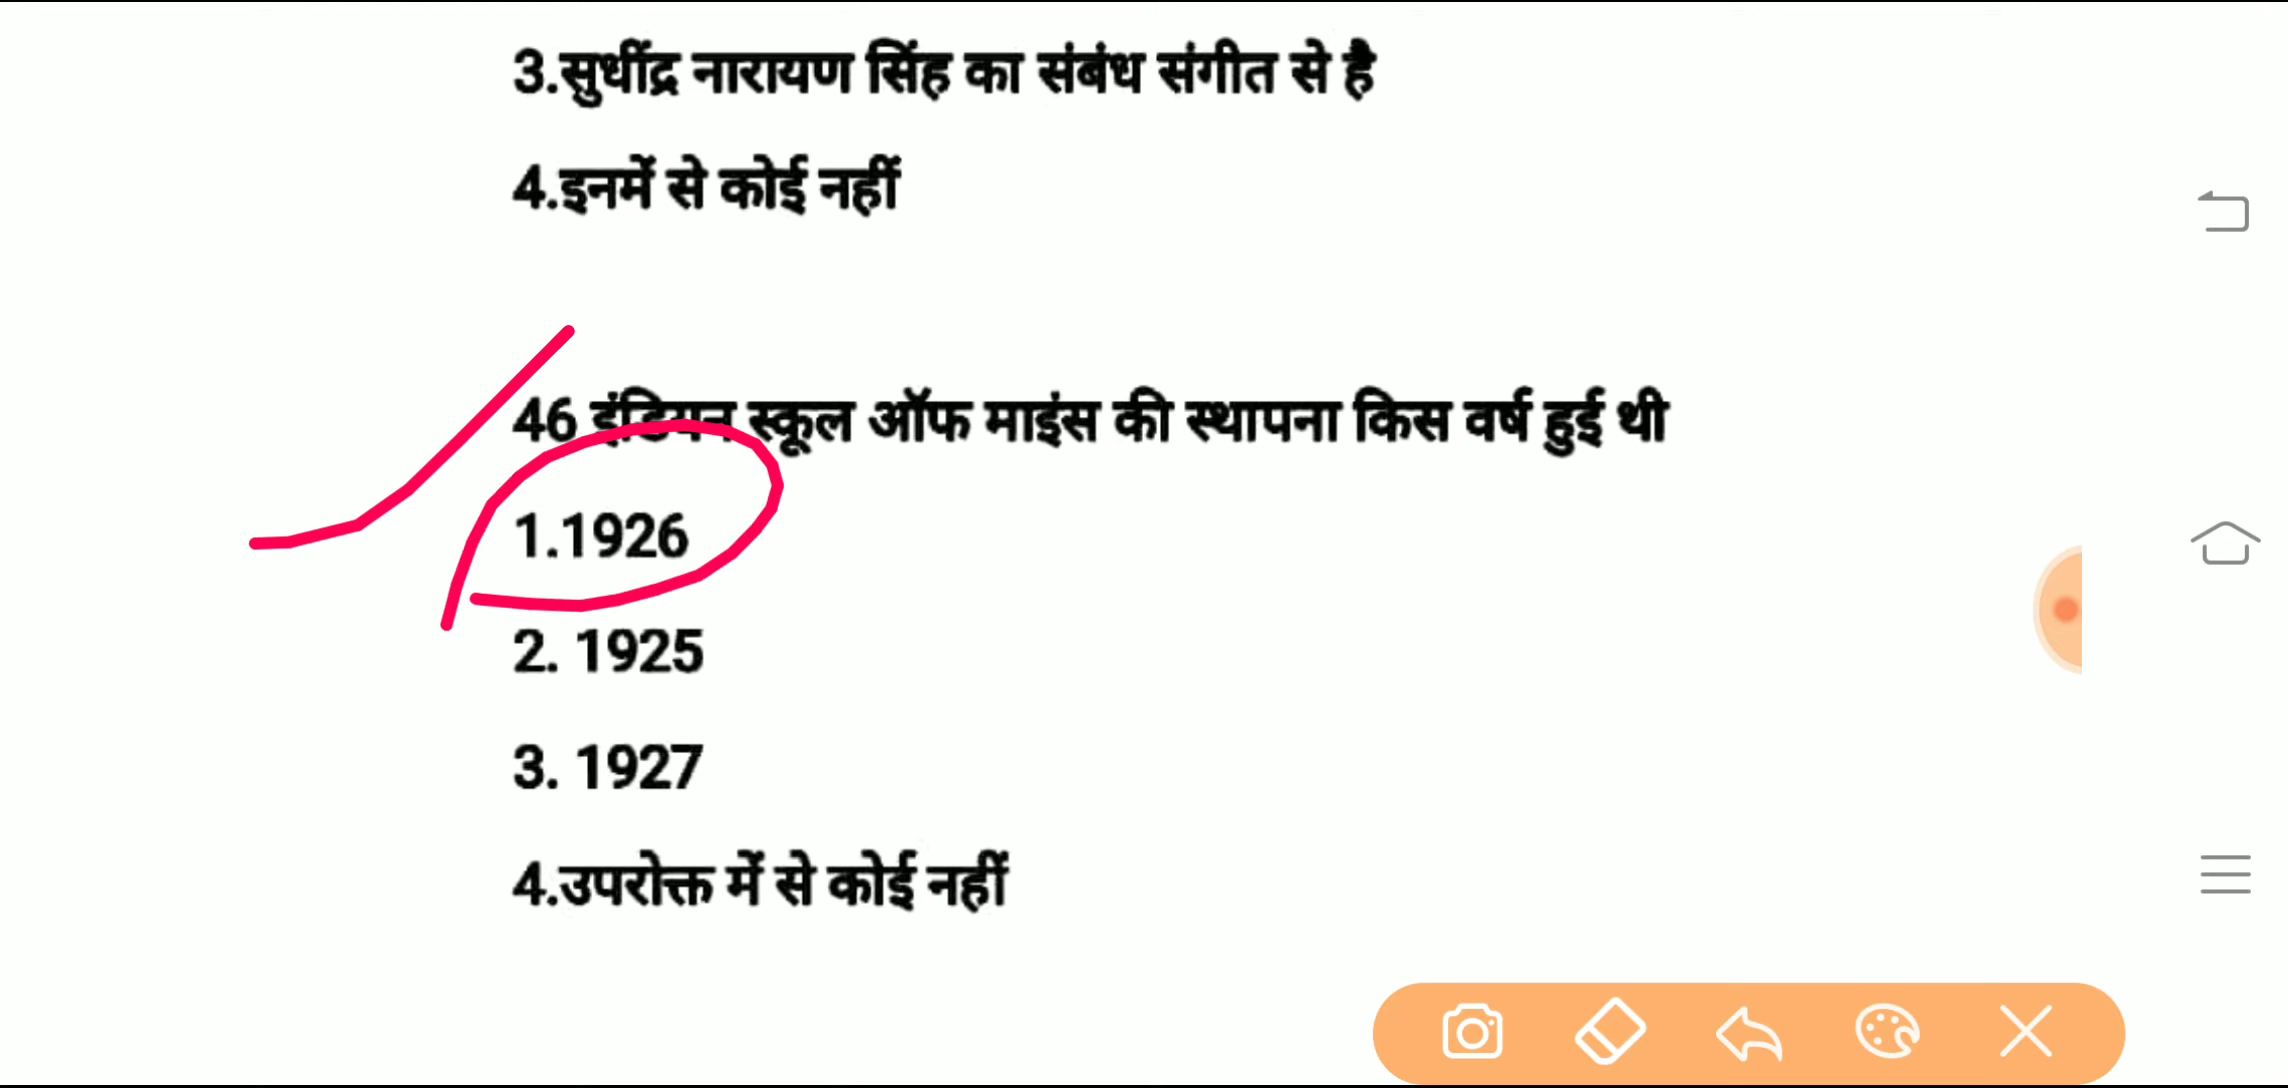 3.सुधींद्र नारायण सिंह का संबंध संगीत से है
4.इनमें से कोई नहीं
46 इंडियन स्कूल ऑफ माइंस की स्थापना किस वर्ष हुई थी
1.1926
2. 1925
3. 1927
4.उपरोक्त में से कोई नहीं